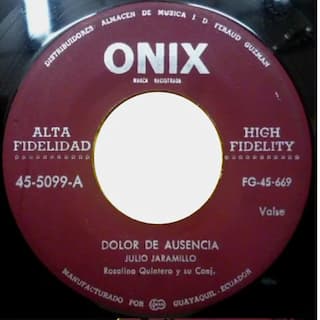 DISTRIBUIDORES ALMACEN DE MUSICA J D FERAUD GUZMAN
ONIX
MARCA REGISTRADA
ALTA
FIDELIDAD
HIGH
FIDELITY
45-5099-A
FG-45-669
Valse
DOLOR DE AUSENCIA
JULIO JARAMILLO
Rosalino Quintero y su Conj.
MANUFACTURADO POR GUAYAQUIL - ECUADOR